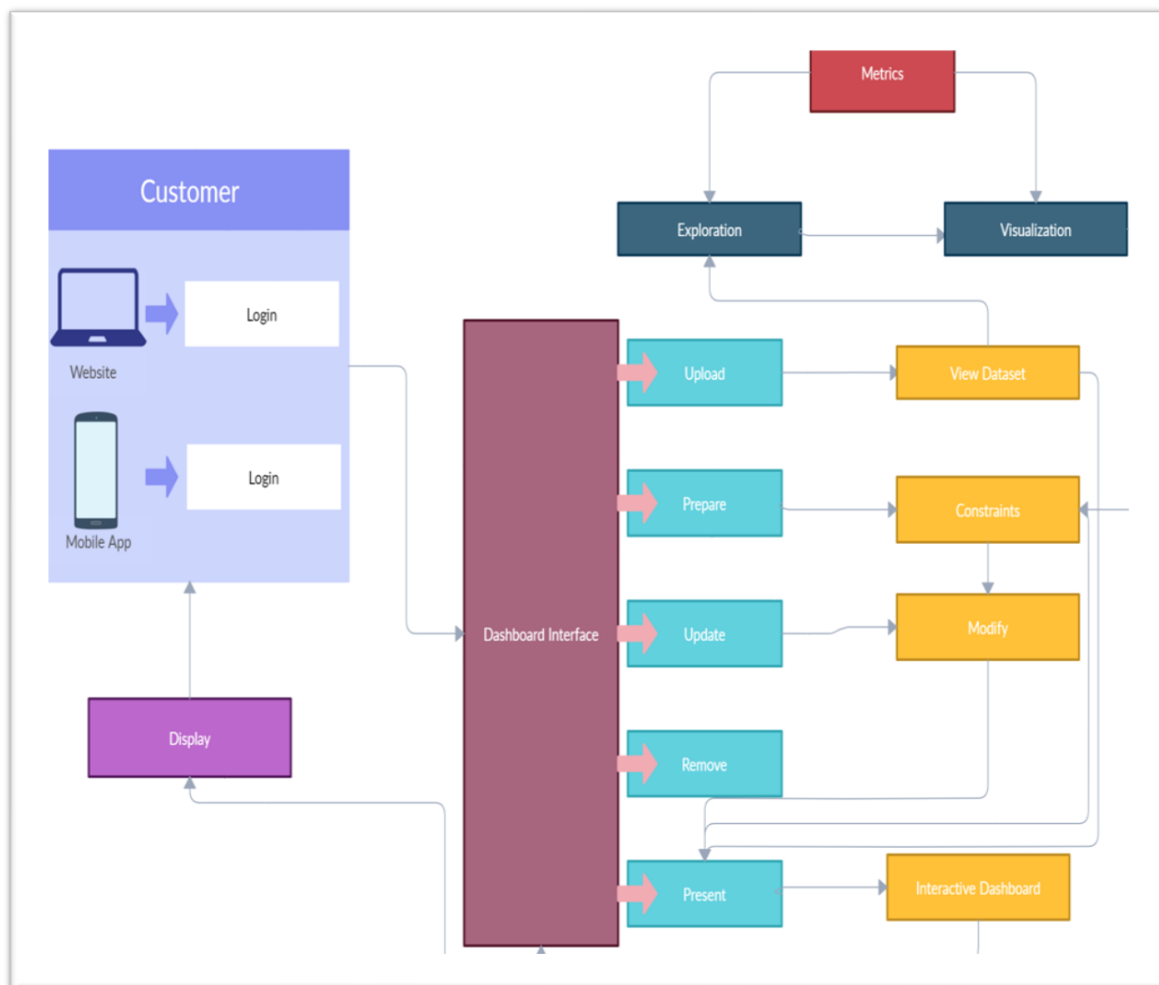 Metrics
Customer
Exploration
Visualization
Login
Website
Upload
View Dataset
Login
Mobile App
Prepare
Constraints
Dashboard Interface
Update
Modify
Display
Remove
Present
Interactive Dashboard